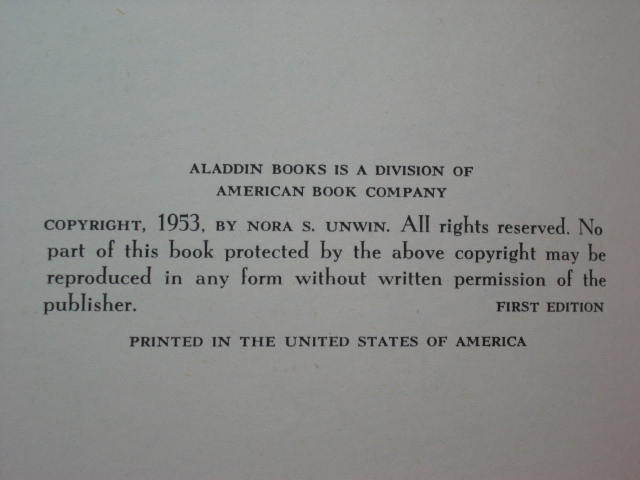 ALADDIN BOOKS IS A DIVISION OF
AMERICAN BOOK COMPANY
COPYRIGHT, 1953, BY NORA S. UNWIN. All rights reserved. No
part of this book protected by the above copyright may be
reproduced in any form without written permission of the
publisher. FIRST EDITION
PRINTED IN THE UNITED STATES OF AMERICA